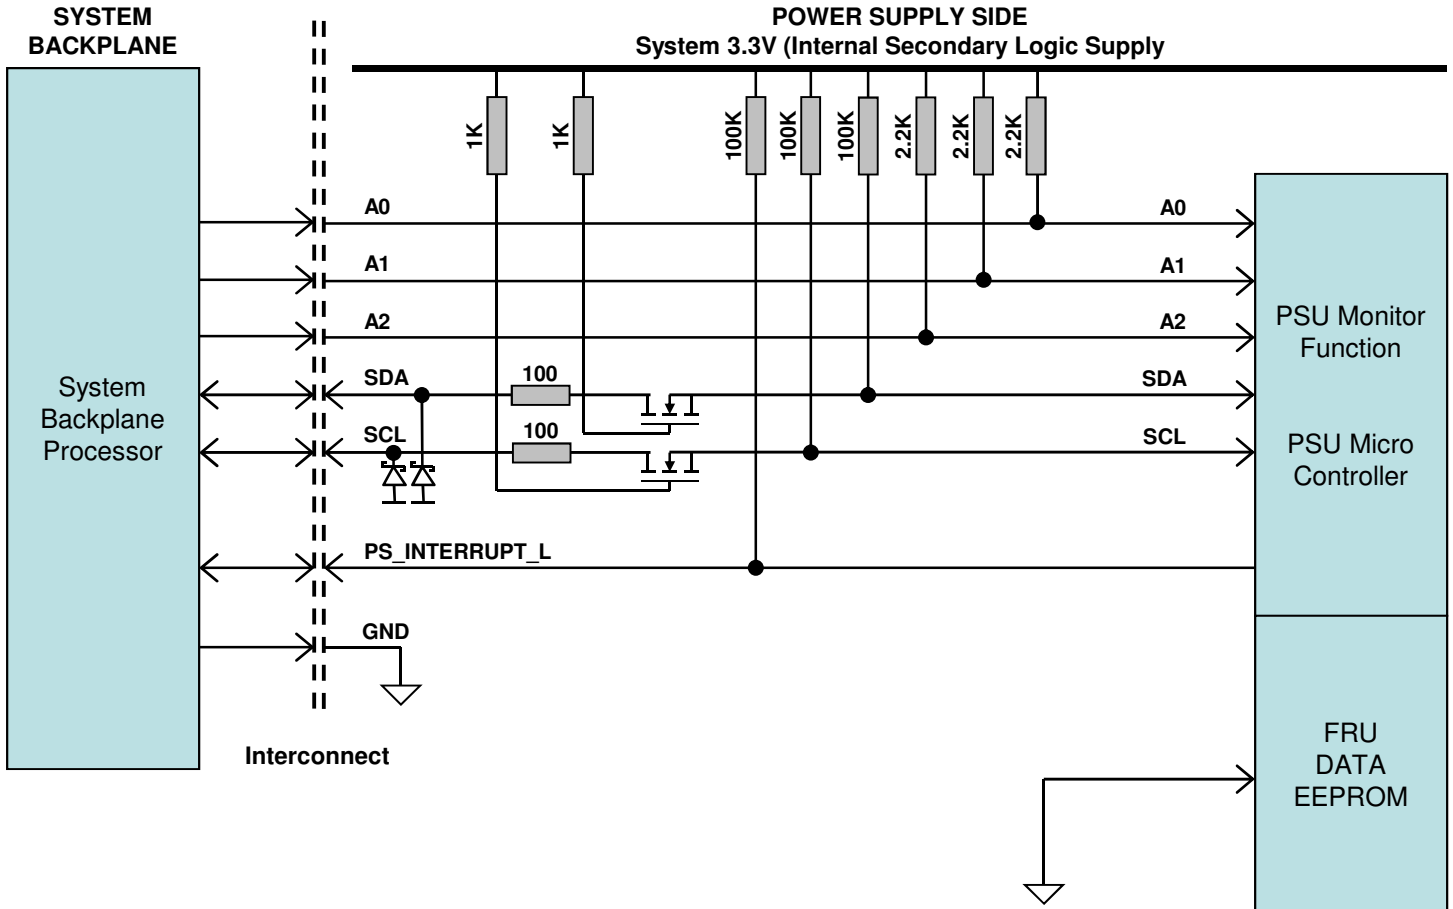 SYSTEM
BACKPLANE
POWER SUPPLY SIDE
System 3.3V (Internal Secondary Logic Supply
1K
1K
100K
100K
100K
2.2K
2.2K
2.2K
A0
A0
A1
A1
A2
A2
SDA
100
SDA
SCL
100
SCL
PS_INTERRUPT_L
GND
Interconnect
System
Backplane
Processor
PSU Monitor
Function
PSU Micro
Controller
FRU
DATA
EEPROM